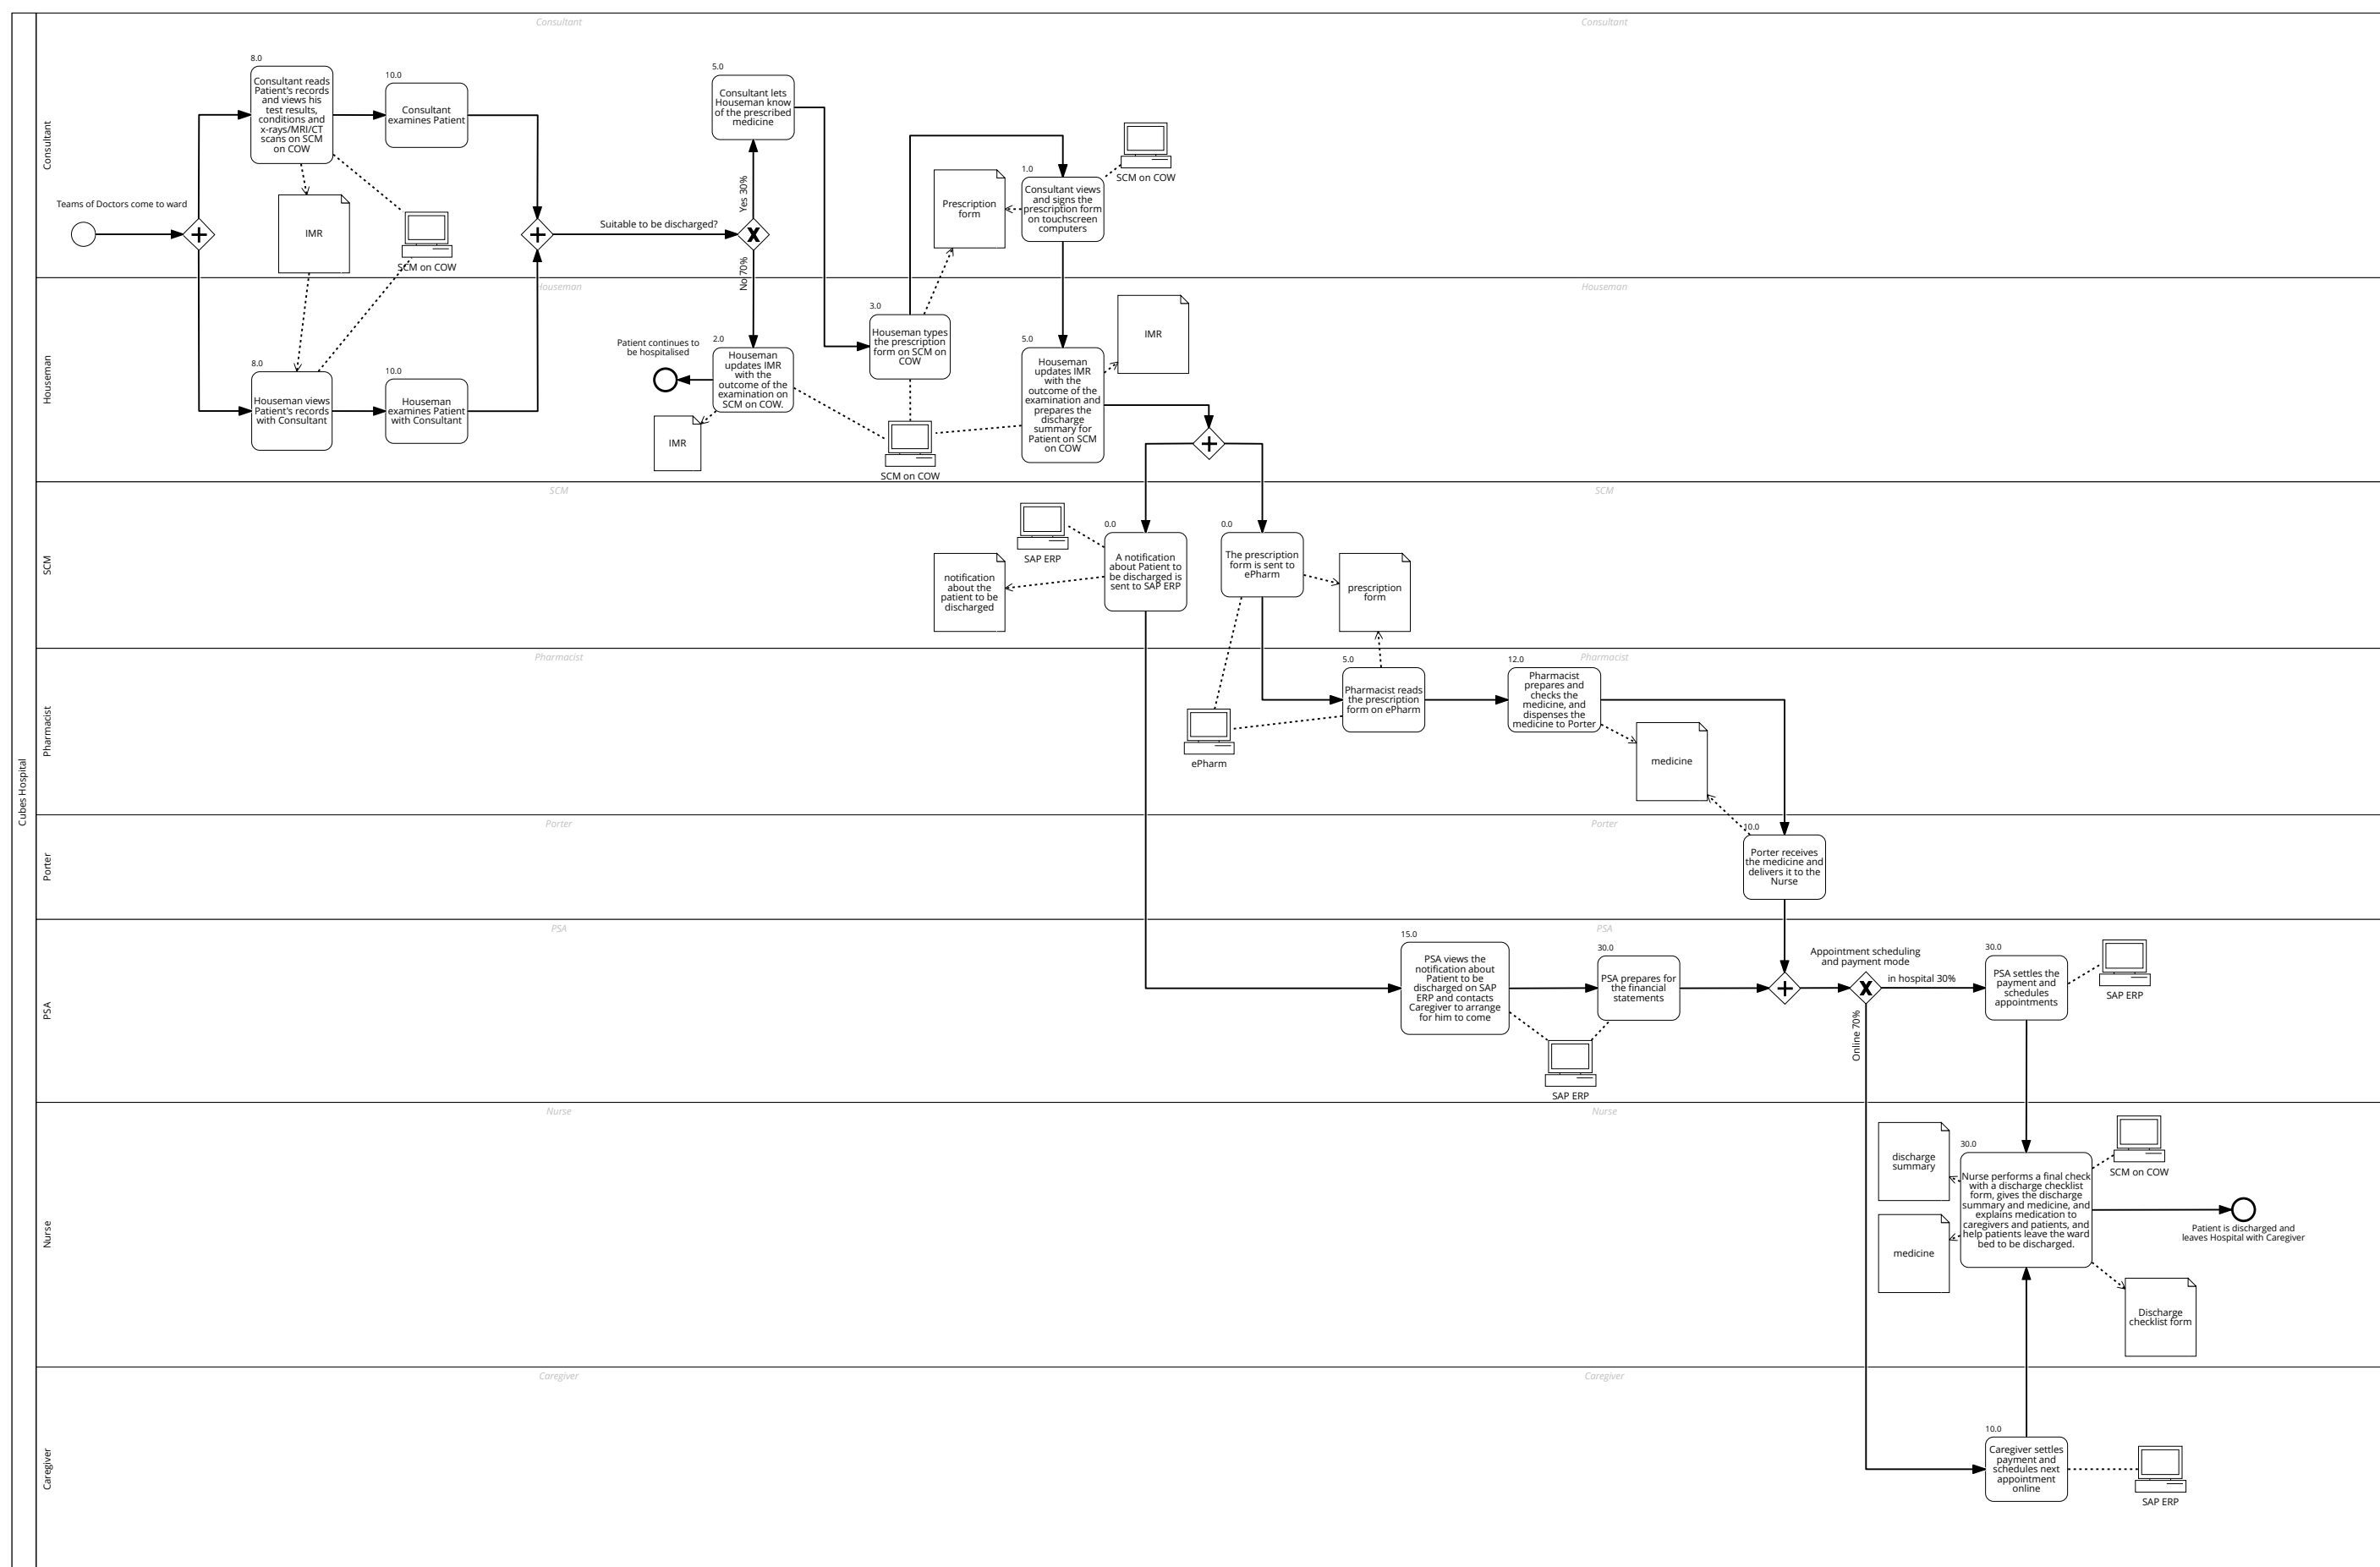 Cubes Hospital
Consultant
Consultant
Consultant
8.0
Consultant reads
Patient's records
and views his
test results,
conditions and
x-rays/MRI/CT
scans on SCM
on COW
10.0
Consultant
examines Patient
Teams of Doctors come to ward
IMR
SCM on COW
Suitable to be discharged?
Yes 30%
No 70%
5.0
Consultant lets
Houseman know
of the prescribed
medicine
Prescription
form
1.0
Consultant views
and signs the
prescription form
on touchscreen
computers
SCM on COW
Houseman
Houseman
Houseman
8.0
Houseman views
Patient's records
with Consultant
10.0
Houseman
examines Patient
with Consultant
Patient continues to
be hospitalised
2.0
Houseman
updates IMR
with the
outcome of the
examination on
SCM on COW.
IMR
3.0
Houseman types
the prescription
form on SCM on
COW
SCM on COW
5.0
Houseman
updates IMR
with the
outcome of the
examination and
prepares the
discharge
summary for
Patient on SCM
on COW
IMR
SCM
SCM
SCM
SAP ERP
notification
about the
patient to be
discharged
0.0
A notification
about Patient to
be discharged is
sent to SAP ERP
0.0
The prescription
form is sent to
ePharm
prescription
form
Pharmacist
Pharmacist
Pharmacist
ePharm
5.0
Pharmacist reads
the prescription
form on ePharm
12.0
Pharmacist
prepares and
checks the
medicine, and
dispenses the
medicine to Porter
medicine
Porter
Porter
Porter
10.0
Porter receives
the medicine and
delivers it to the
Nurse
PSA
PSA
PSA
15.0
PSA views the
notification about
Patient to be
discharged on SAP
ERP and contacts
Caregiver to arrange
for him to come
30.0
PSA prepares for
the financial
statements
SAP ERP
Appointment scheduling
and payment mode
in hospital 30%
Online 70%
30.0
PSA settles the
payment and
schedules
appointments
SAP ERP
Nurse
Nurse
Nurse
discharge
summary
medicine
30.0
Nurse performs a final check
with a discharge checklist
form, gives the discharge
summary and medicine, and
explains medication to
caregivers and patients, and
help patients leave the ward
bed to be discharged.
SCM on COW
Patient is discharged and
leaves Hospital with Caregiver
Discharge
checklist form
Caregiver
Caregiver
Caregiver
10.0
Caregiver settles
payment and
schedules next
appointment
online
SAP ERP